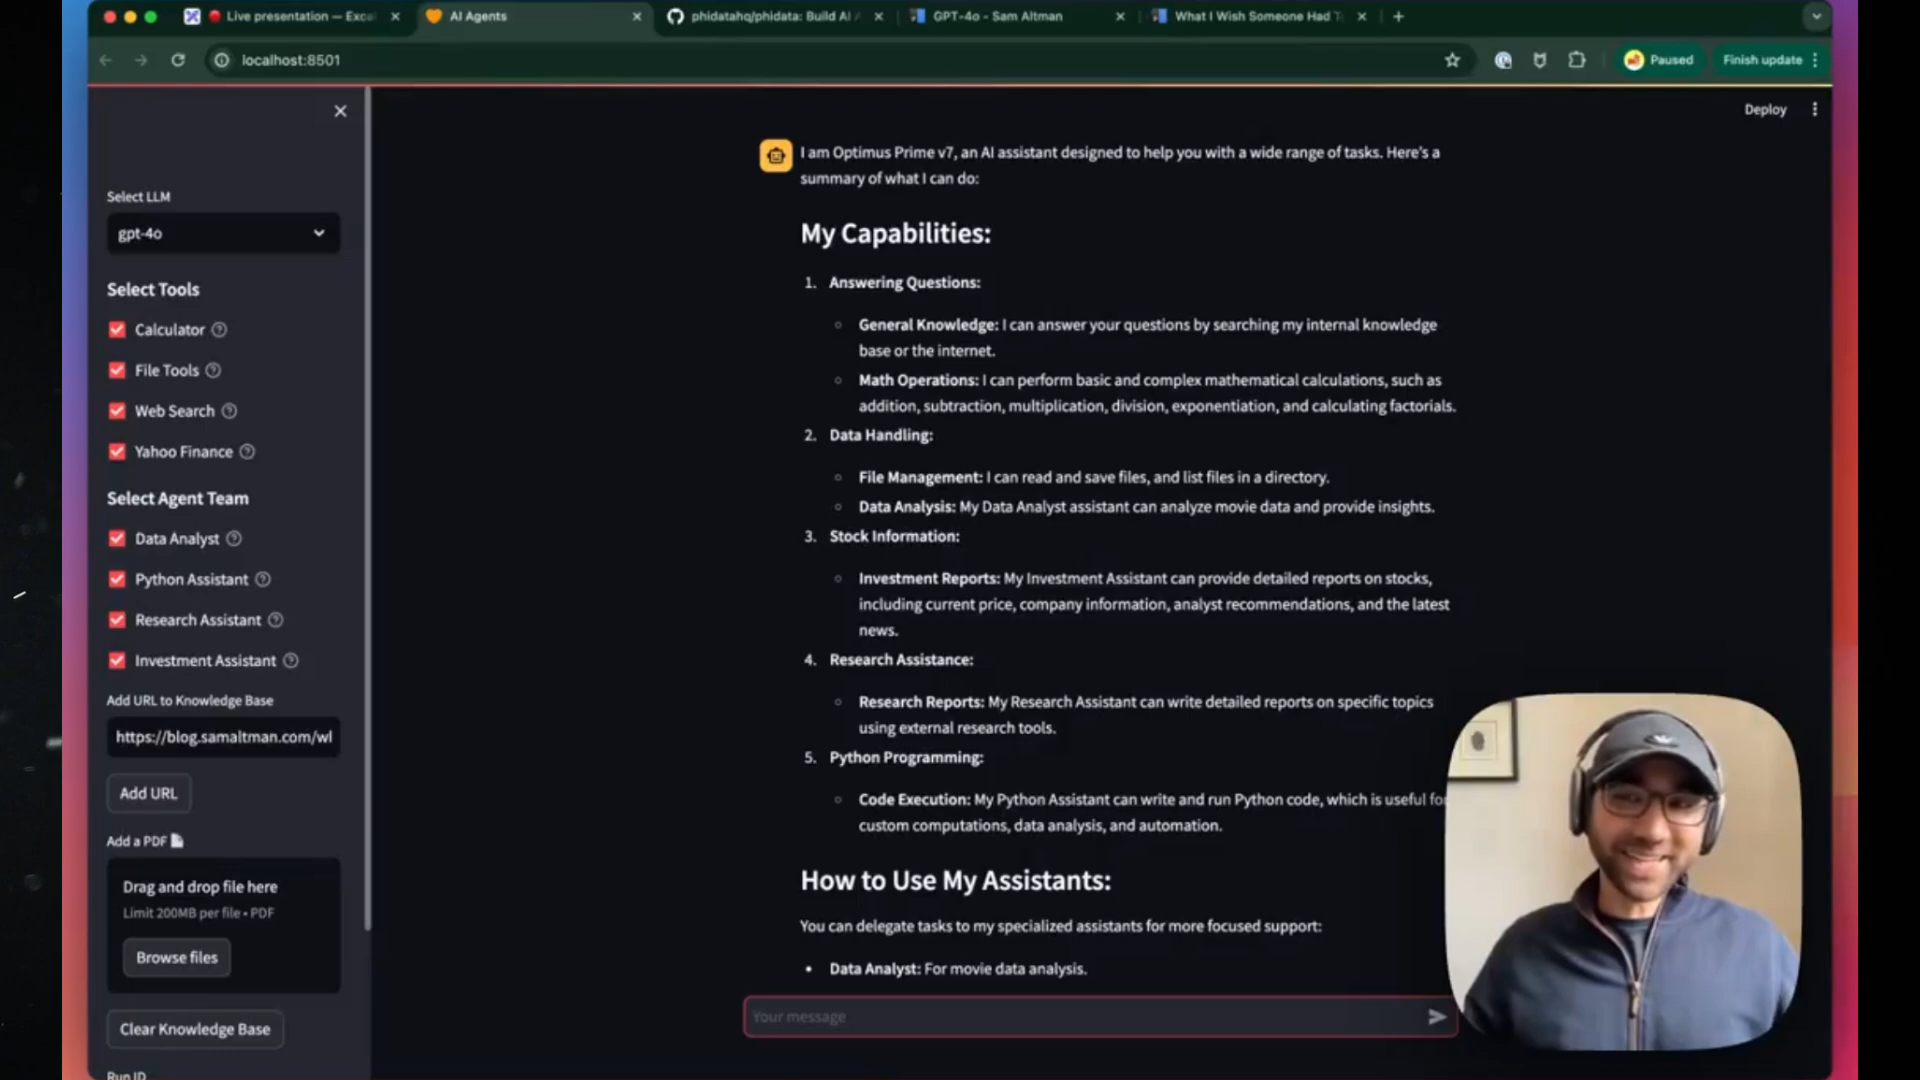 Live presentation — Exca
AI Agents
phidatahq/phidata: Build AI A
GPT-4o - Sam Altman
What I Wish Someone Had T
localhost:8501
Paused
Finish update
Deploy
Select LLM
gpt-4o
Select Tools
Calculator
File Tools
Web Search
Yahoo Finance
Select Agent Team
Data Analyst
Python Assistant
Research Assistant
Investment Assistant
Add URL to Knowledge Base
https://blog.samaltman.com/wl
Add URL
Add a PDF
Drag and drop file here
Limit 200MB per file • PDF
Browse files
Clear Knowledge Base
Run ID
I am Optimus Prime v7, an AI assistant designed to help you with a wide range of tasks. Here's a
summary of what I can do:
My Capabilities:
1. Answering Questions:
General Knowledge: I can answer your questions by searching my internal knowledge
base or the internet.
Math Operations: I can perform basic and complex mathematical calculations, such as
addition, subtraction, multiplication, division, exponentiation, and calculating factorials.
2. Data Handling:
File Management: I can read and save files, and list files in a directory.
Data Analysis: My Data Analyst assistant can analyze movie data and provide insights.
3. Stock Information:
Investment Reports: My Investment Assistant can provide detailed reports on stocks,
including current price, company information, analyst recommendations, and the latest
news.
4. Research Assistance:
Research Reports: My Research Assistant can write detailed reports on specific topics
using external research tools.
5. Python Programming:
Code Execution: My Python Assistant can write and run Python code, which is useful for
custom computations, data analysis, and automation.
How to Use My Assistants:
You can delegate tasks to my specialized assistants for more focused support:
• Data Analyst: For movie data analysis.
Your message